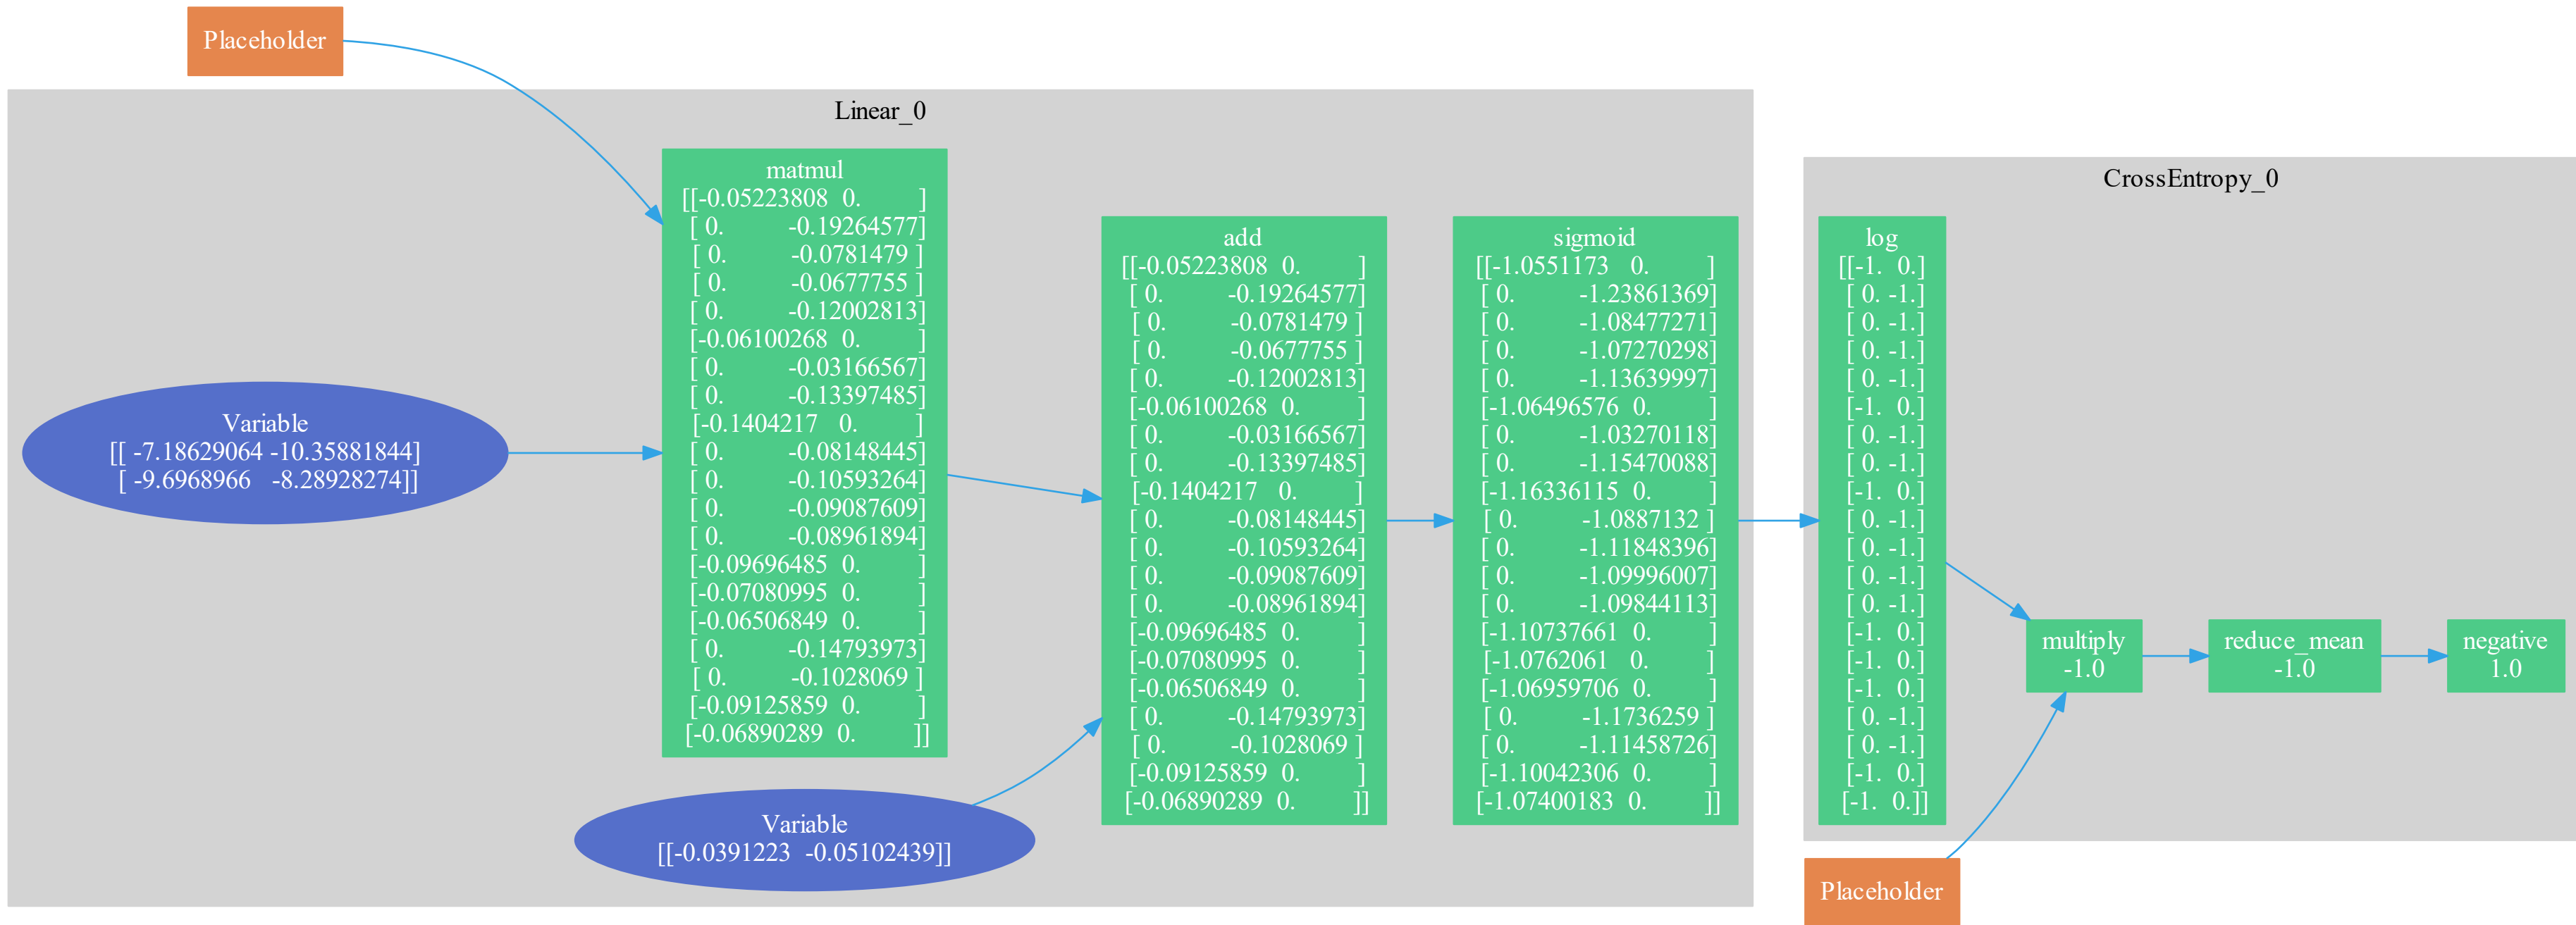 Placeholder
Linear_0
matmul
[[-0.05223808 0. ]
[ 0. -0.19264577]
[ 0. -0.0781479 ]
[ 0. -0.0677755 ]
[ 0. -0.12002813]
[-0.06100268 0. ]
[ 0. -0.03166567]
[ 0. -0.13397485]
[-0.1404217 0. ]
[ 0. -0.08148445]
[ 0. -0.10593264]
[ 0. -0.09087609]
[ 0. -0.08961894]
[-0.09696485 0. ]
[-0.07080995 0. ]
[-0.06506849 0. ]
[ 0. -0.14793973]
[ 0. -0.1028069 ]
[-0.09125859 0. ]
[-0.06890289 0. ]]
Variable
[[ -7.18629064 -10.35881844]
[ -9.6968966 -8.28928274]]
Variable
[[-0.0391223 -0.05102439]]
add
[[-0.05223808 0. ]
[ 0. -0.19264577]
[ 0. -0.0781479 ]
[ 0. -0.0677755 ]
[ 0. -0.12002813]
[-0.06100268 0. ]
[ 0. -0.03166567]
[ 0. -0.13397485]
[-0.1404217 0. ]
[ 0. -0.08148445]
[ 0. -0.10593264]
[ 0. -0.09087609]
[ 0. -0.08961894]
[-0.09696485 0. ]
[-0.07080995 0. ]
[-0.06506849 0. ]
[ 0. -0.14793973]
[ 0. -0.1028069 ]
[-0.09125859 0. ]
[-0.06890289 0. ]]
sigmoid
[[-1.0551173 0. ]
[ 0. -1.23861369]
[ 0. -1.08477271]
[ 0. -1.07270298]
[ 0. -1.13639997]
[-1.06496576 0. ]
[ 0. -1.03270118]
[ 0. -1.15470088]
[-1.16336115 0. ]
[ 0. -1.0887132 ]
[ 0. -1.11848396]
[ 0. -1.09996007]
[ 0. -1.09844113]
[-1.10737661 0. ]
[-1.0762061 0. ]
[-1.06959706 0. ]
[ 0. -1.1736259 ]
[ 0. -1.11458726]
[-1.10042306 0. ]
[-1.07400183 0. ]]
CrossEntropy_0
log
[[-1. 0.]
[ 0. -1.]
[ 0. -1.]
[ 0. -1.]
[ 0. -1.]
[-1. 0.]
[ 0. -1.]
[ 0. -1.]
[-1. 0.]
[ 0. -1.]
[ 0. -1.]
[ 0. -1.]
[ 0. -1.]
[-1. 0.]
[-1. 0.]
[-1. 0.]
[ 0. -1.]
[ 0. -1.]
[-1. 0.]
[-1. 0.]]
multiply
-1.0
reduce_mean
-1.0
negative
1.0
Placeholder